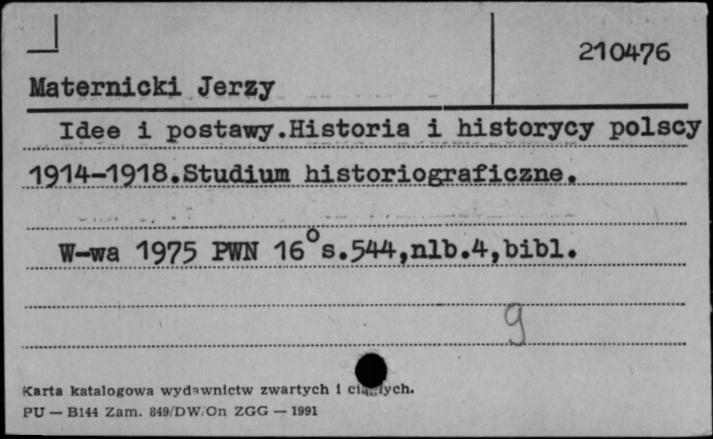 210476
Maternicki Jerzy
Idee i postawy.Historia i historycy polscy
1914-1918.Studium historiograficzne.
W-wa 1975 PWN 16° s.544,nlb.4,bibl.
9
Karta katalogowa wydawnictw zwartych i ciągłych.
PU — B144 Zam. 849/DW/On ZGG — 1991